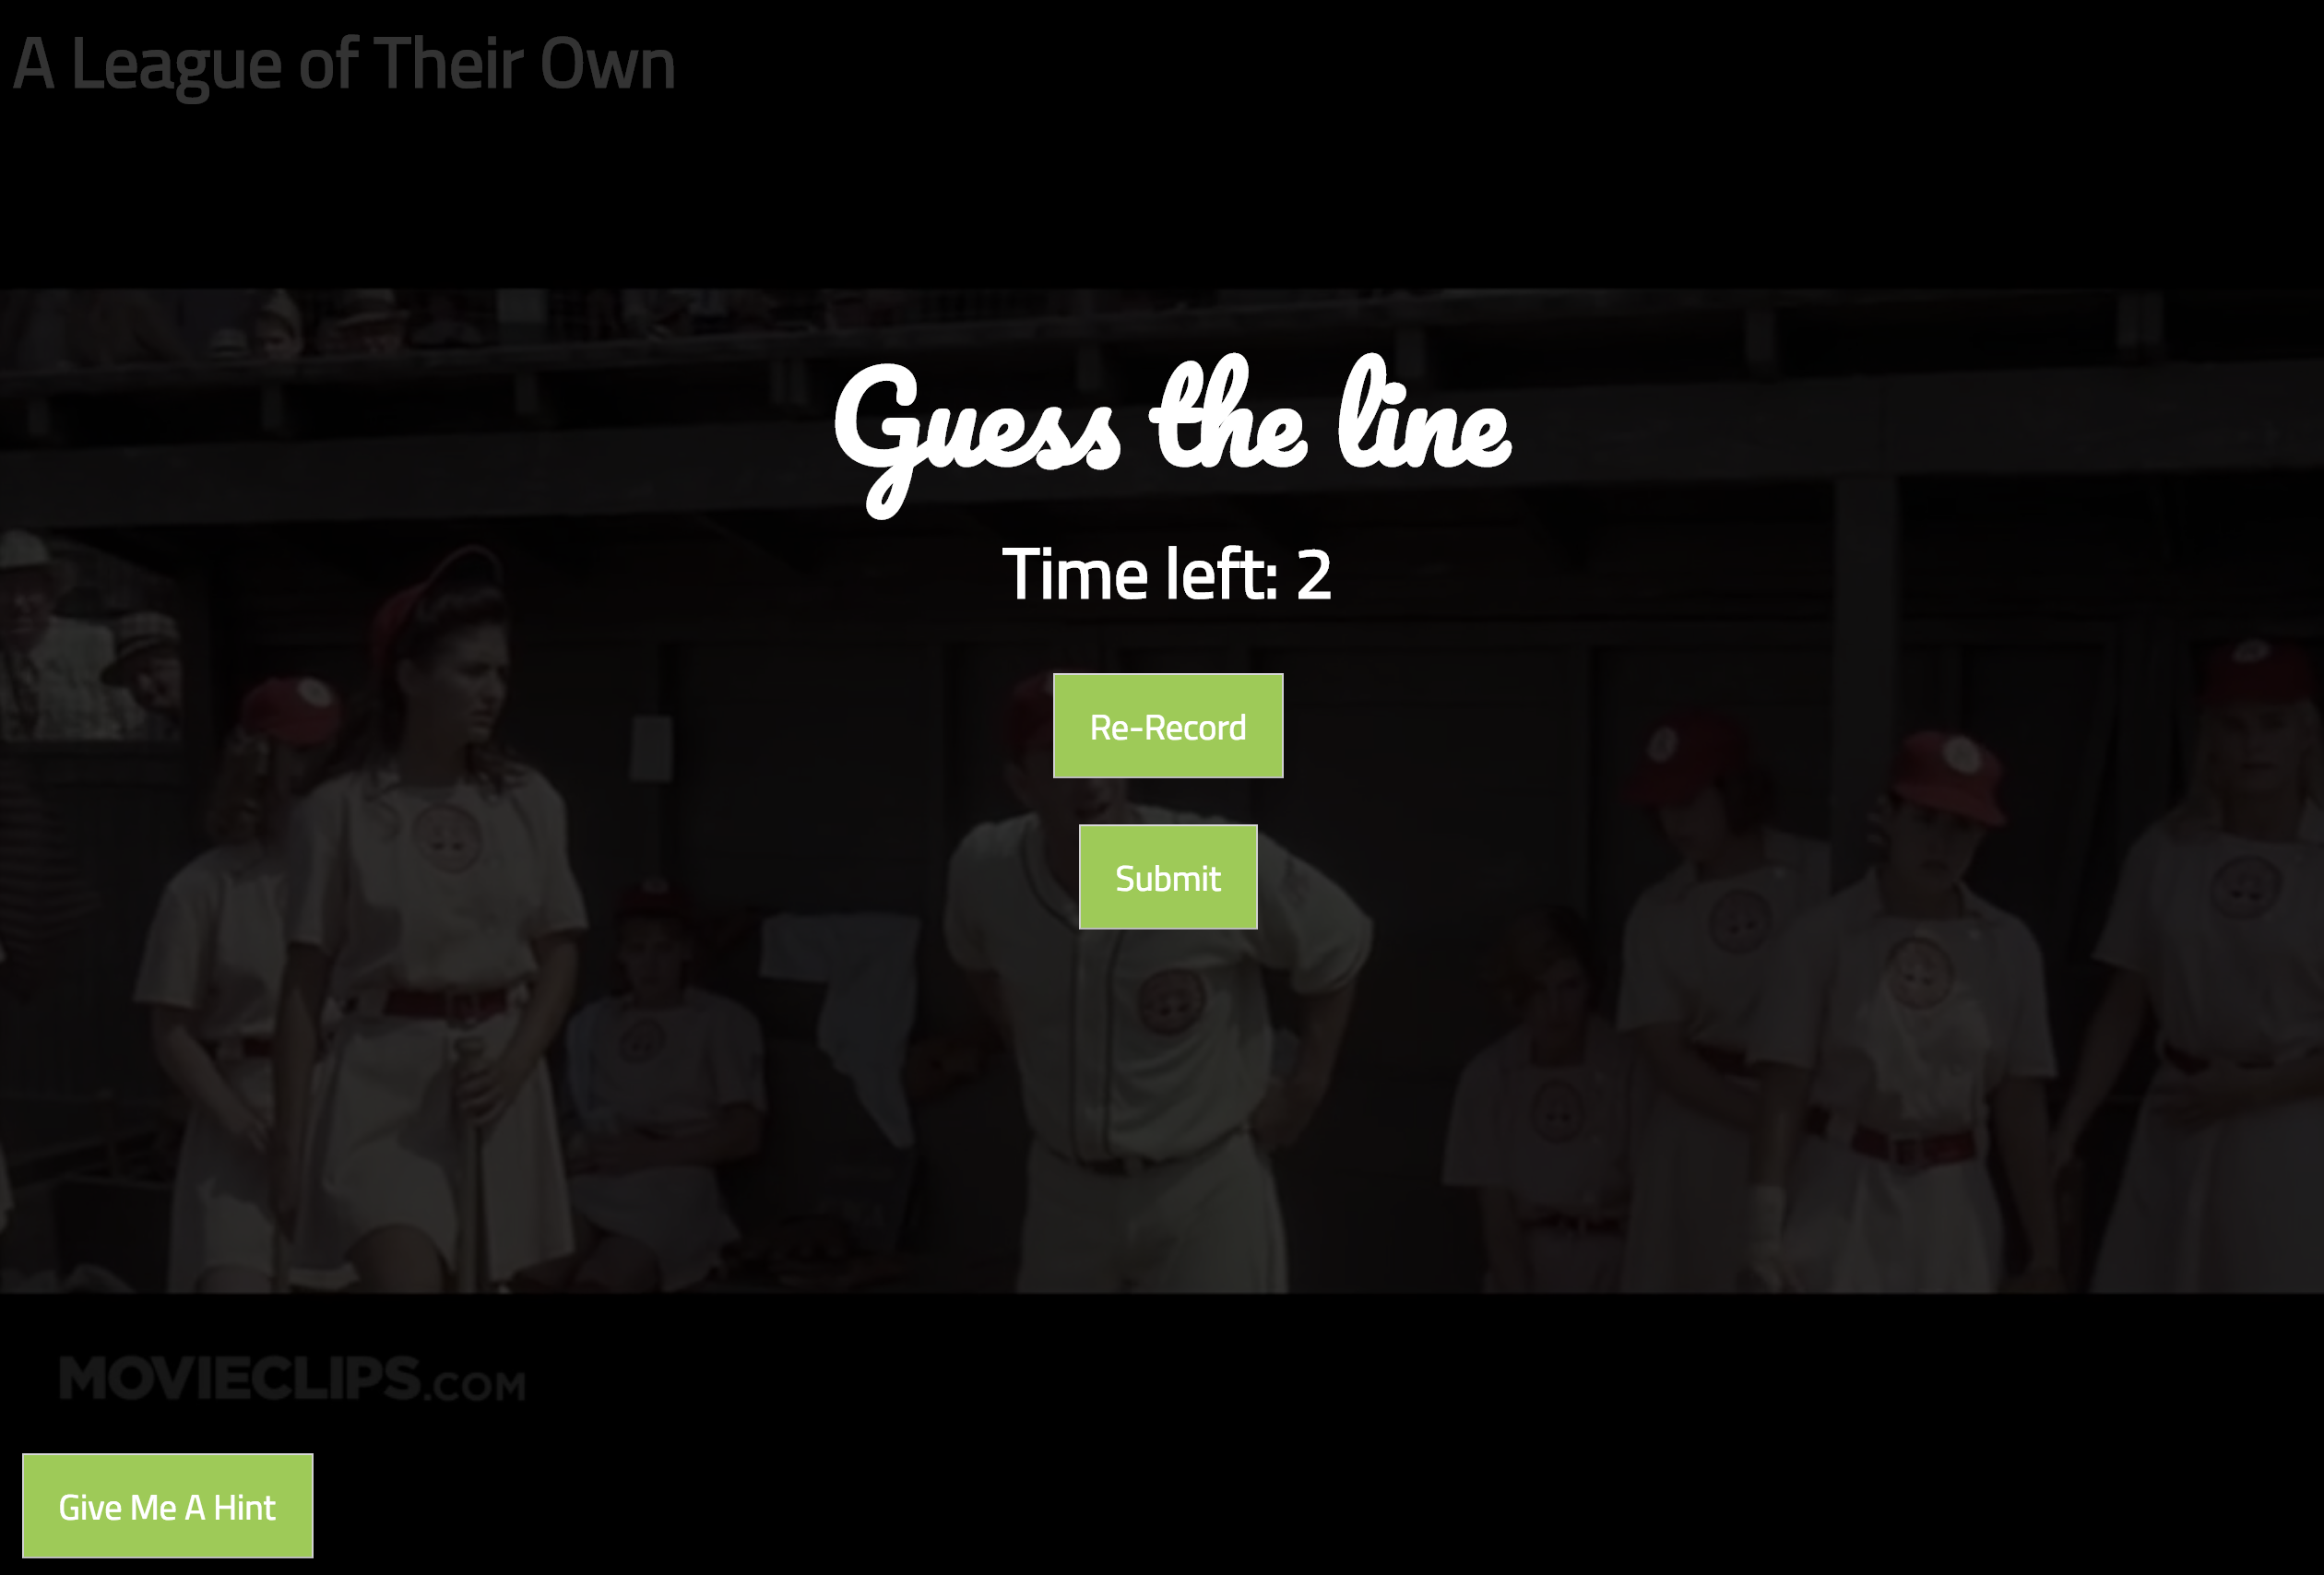 A League of Their Own
Guess the line
Time left: 2
Re-Record
Submit
MOVIECLIPS.COM
Give Me A Hint